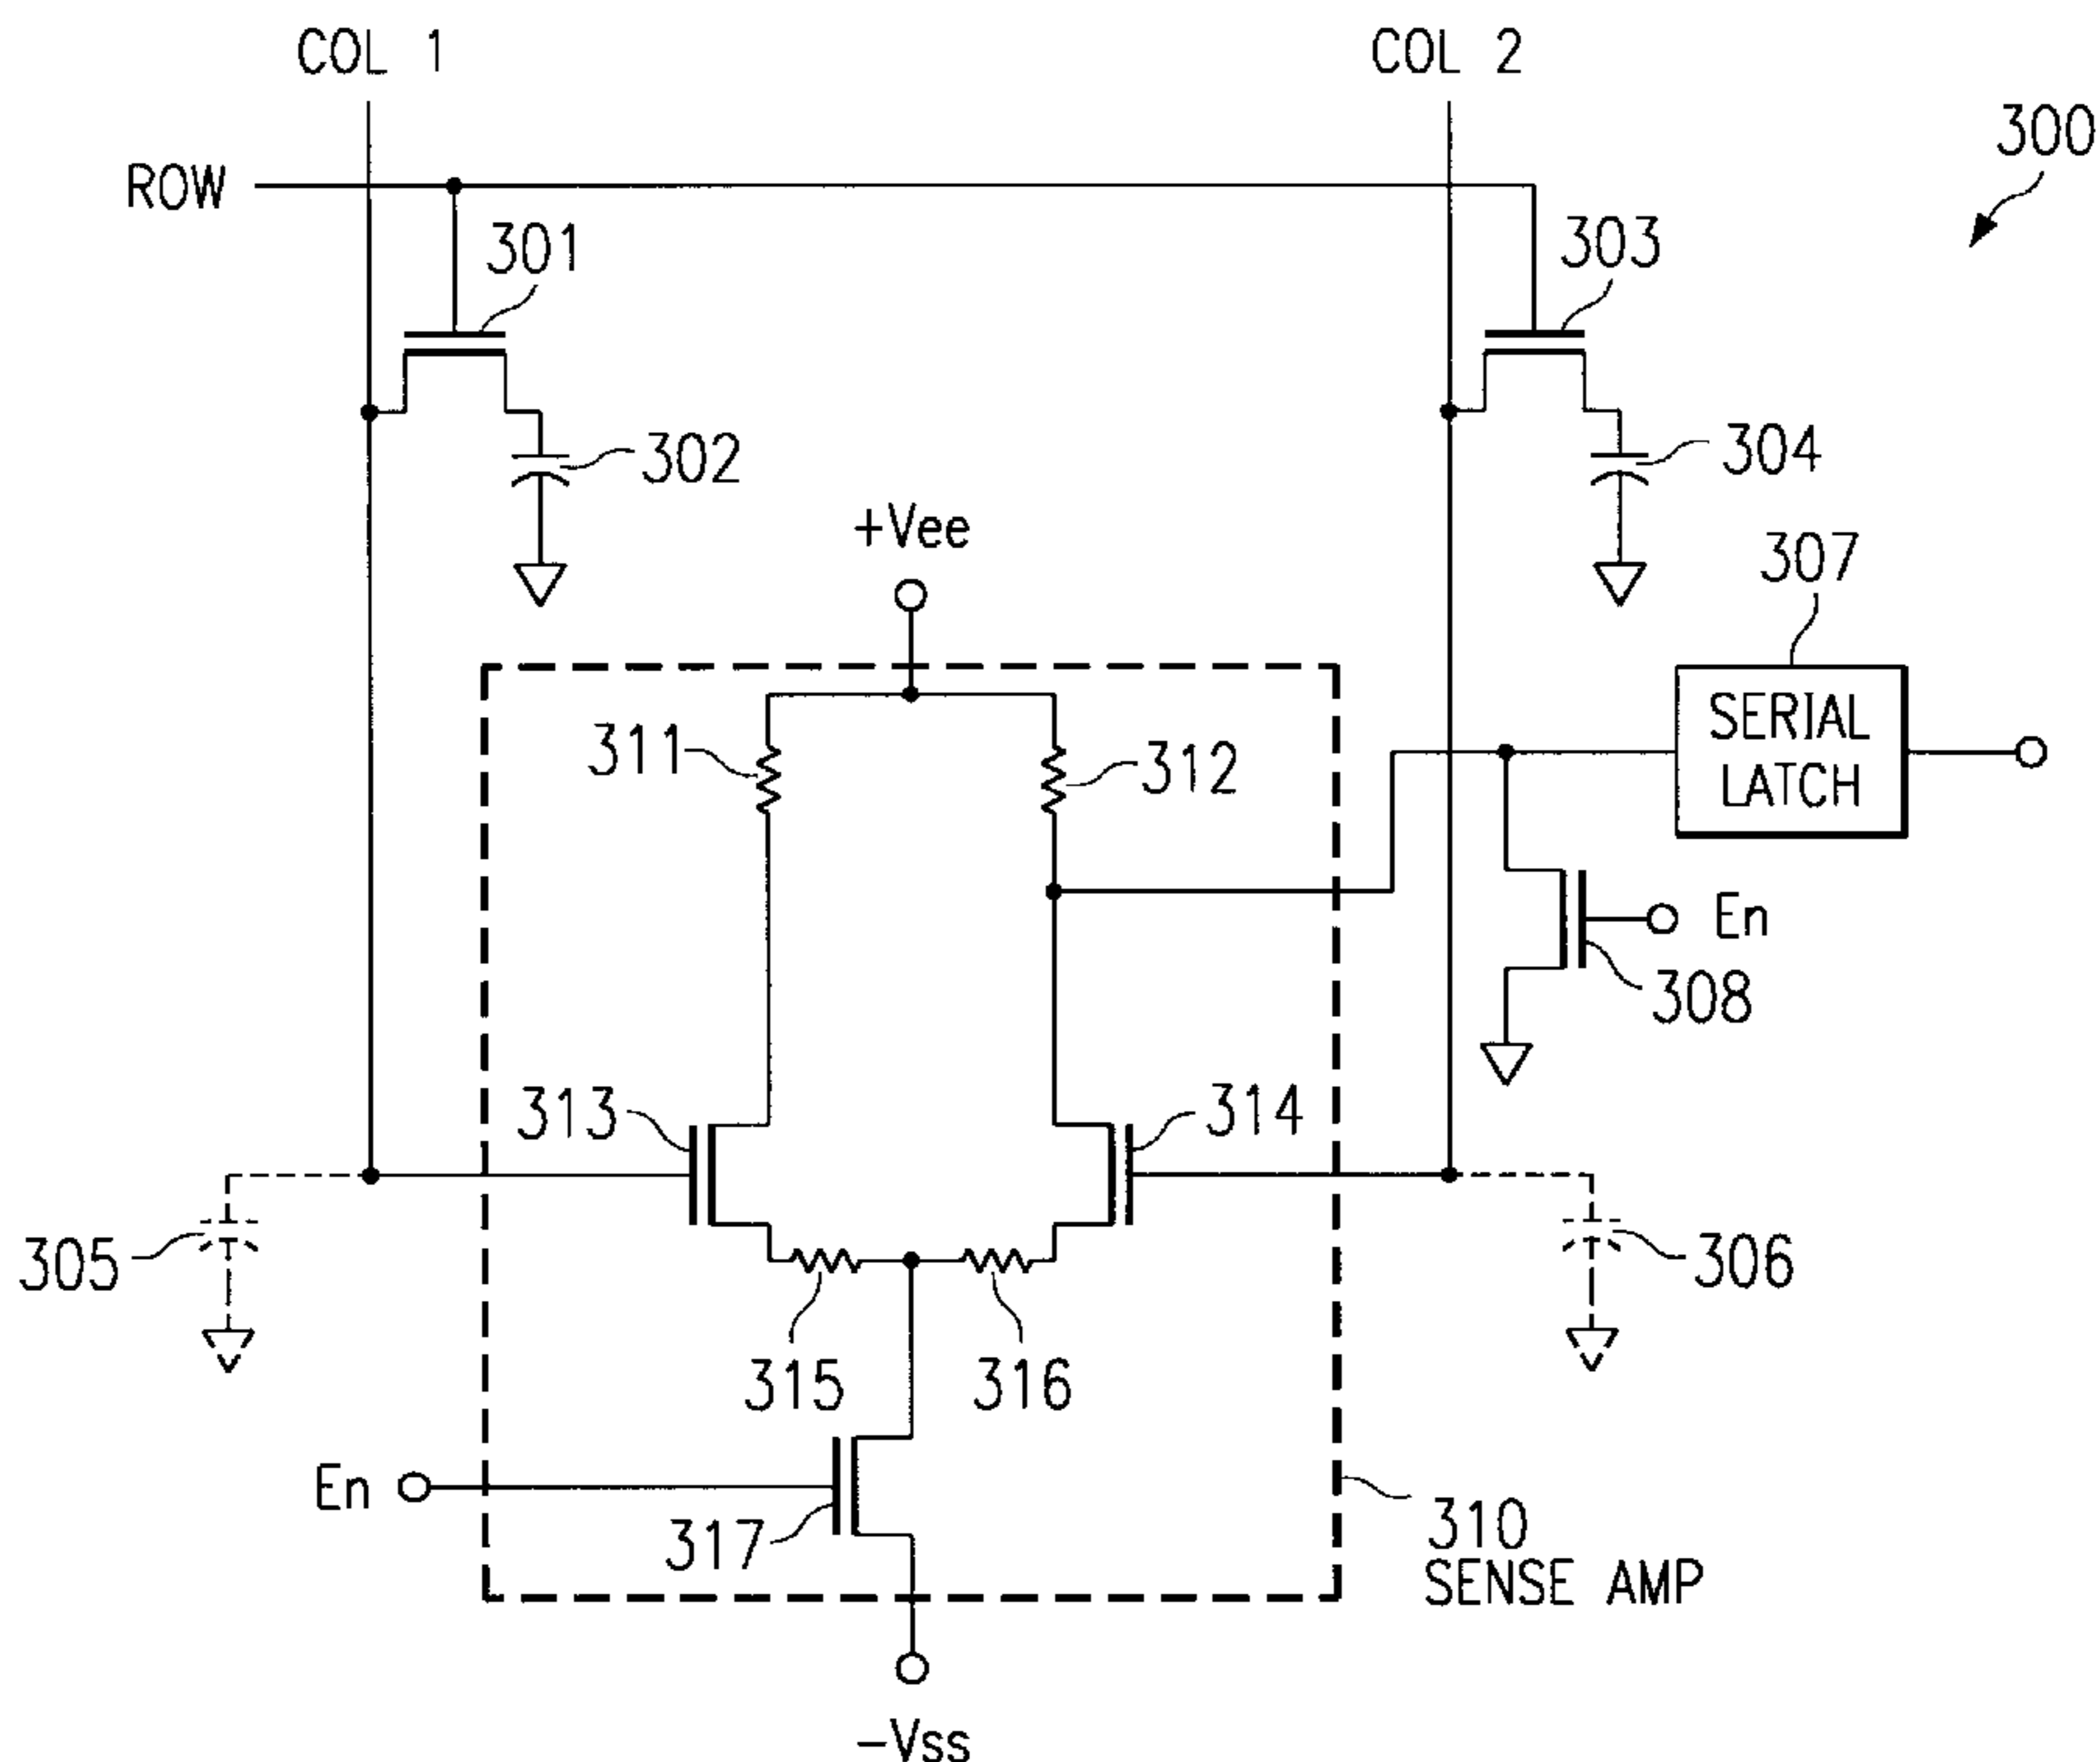 COL 1
COL 2
300
ROW
301
303
302
304
+Vee
307
311
312
SERIAL
LATCH
En
308
313
314
305
306
315
316
En
317
310
SENSE AMP
-Vss